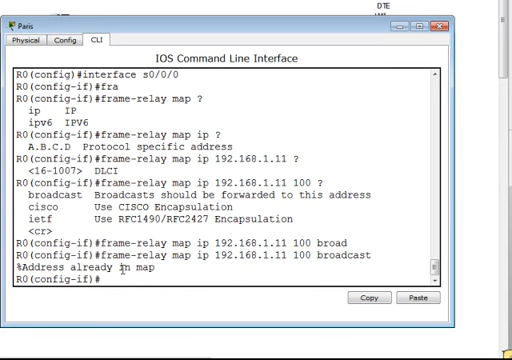 DTE
Paris
Physical Config CLI
IOS Command Line Interface
R0(config)#interface s0/0/0
R0(config-if)#fra
R0(config-if)#frame-relay map ?
ip IP
ipv6 IPV6
R0(config-if)#frame-relay map ip ?
A.B.C.D Protocol specific address
R0(config-if)#frame-relay map ip 192.168.1.11 ?
<16-1007> DLCI
R0(config-if)#frame-relay map ip 192.168.1.11 100 ?
broadcast Broadcasts should be forwarded to this address
cisco Use CISCO Encapsulation
ietf Use RFC1490/RFC2427 Encapsulation
<cr>
R0(config-if)#frame-relay map ip 192.168.1.11 100 broad
R0(config-if)#frame-relay map ip 192.168.1.11 100 broadcast
%Address already in map
R0(config-if)#
Copy Paste